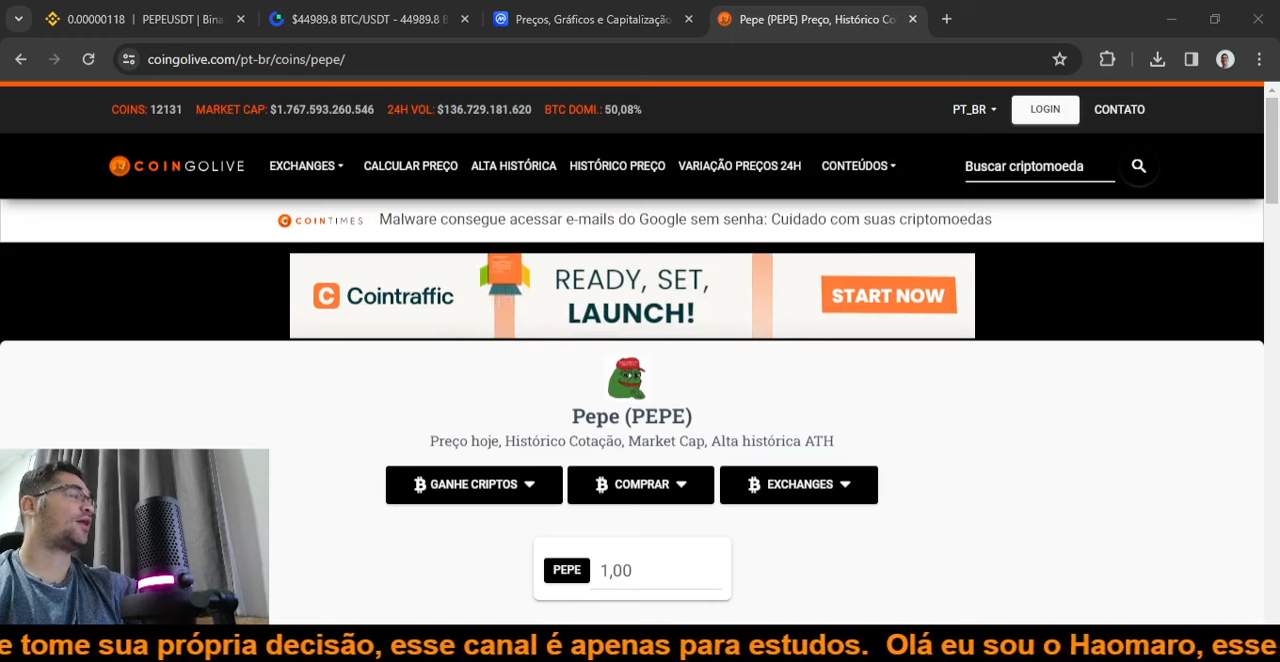 0.00000118 | PEPEUSDT | Bina
$44989.8 BTC/USDT - 44989.8 B
Preços, Gráficos e Capitalização
Pepe (PEPE) Preço, Histórico Co
coingolive.com/pt-br/coins/pepe/
COINS: 12131 MARKET CAP: $1.767.593.260.546 24H VOL: $136.729.181.620 BTC DOMI.: 50,08%
PT_BR LOGIN CONTATO
COINGOLIVE EXCHANGES CALCULAR PREÇO ALTA HISTÓRICA HISTÓRICO PREÇO VARIAÇÃO PREÇOS 24H CONTEÚDOS Buscar criptomoeda
COINTIMES Malware consegue acessar e-mails do Google sem senha: Cuidado com suas criptomoedas
Cointraffic
READY, SET,
LAUNCH!
START NOW
Pepe (PEPE)
Preço hoje, Histórico Cotação, Market Cap, Alta histórica ATH
GANHE CRIPTOS COMPRAR EXCHANGES
PEPE 1,00
e tome sua própria decisão, esse canal é apenas para estudos. Olá eu sou o Haomaro, esse